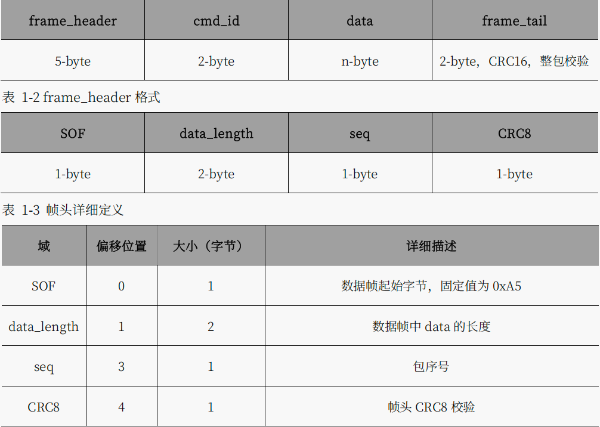 frame_header cmd_id data frame_tail
5-byte 2-byte n-byte 2-byte，CRC16，整包校验
表 1-2 frame_header 格式
SOF data_length seq CRC8
1-byte 2-byte 1-byte 1-byte
表 1-3 帧头详细定义
域 偏移位置 大小（字节） 详细描述
SOF 0 1 数据帧起始字节，固定值为 0xA5
data_length 1 2 数据帧中 data 的长度
seq 3 1 包序号
CRC8 4 1 帧头 CRC8 校验